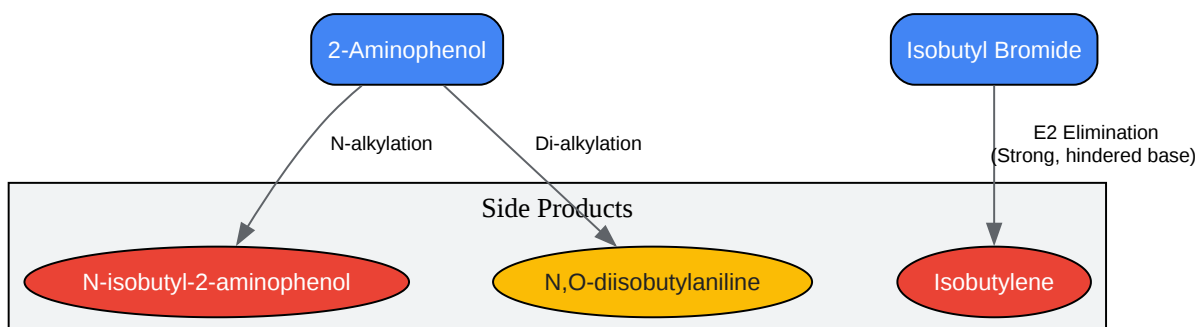 2-Aminophenol
Isobutyl Bromide
N-alkylation
Di-alkylation
E2 Elimination
(Strong, hindered base)
Side Products
N-isobutyl-2-aminophenol
N,O-diisobutylaniline
Isobutylene